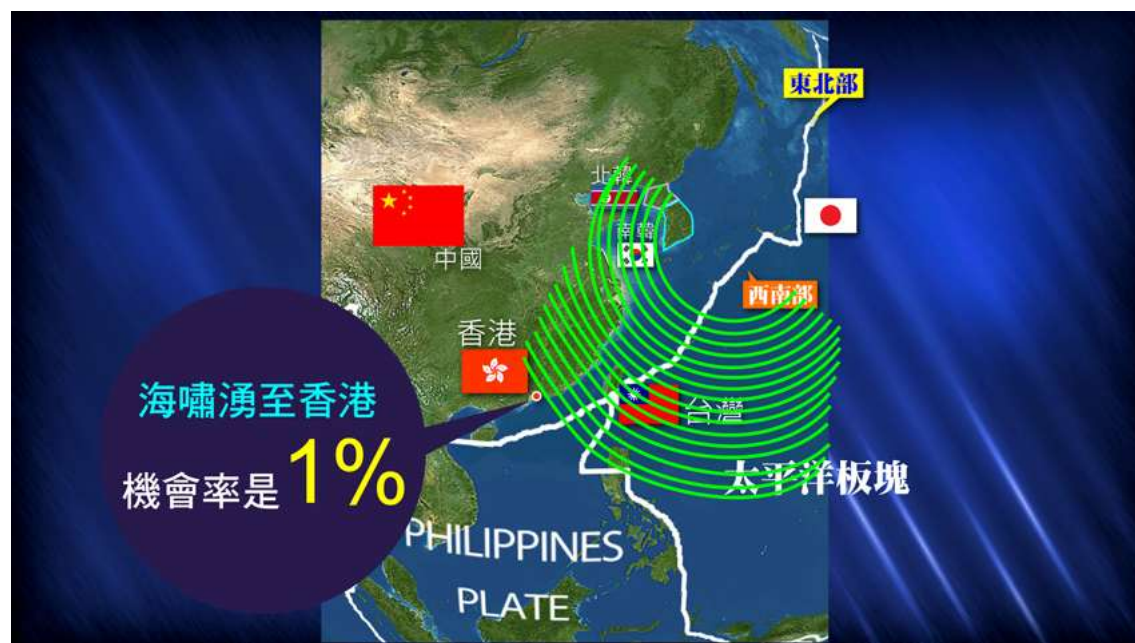 東北部
北韓
南韓
中國
西南部
香港
海嘯湧至香港
機會率是1%
台灣
太平洋板塊
PHILIPPINES
PLATE